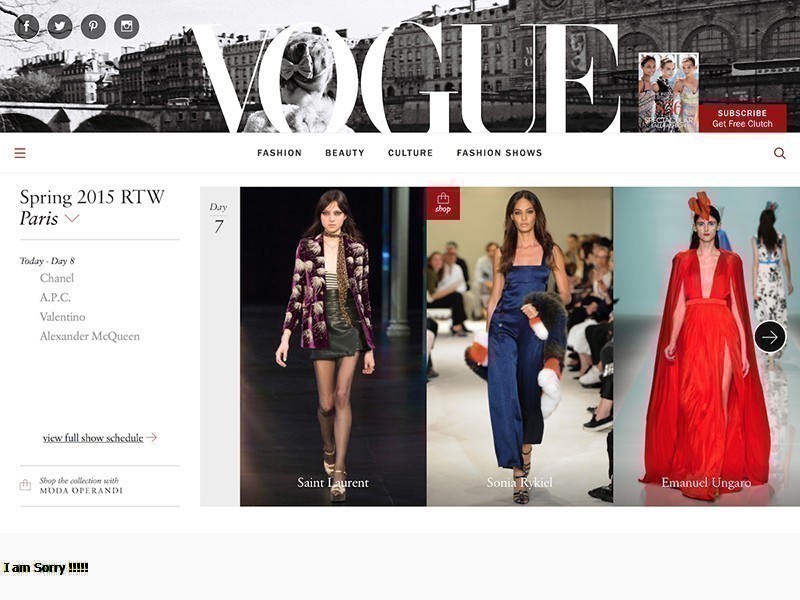 VOGUE
SUBSCRIBE
Get Free Clutch
FASHION BEAUTY CULTURE FASHION SHOWS
Spring 2015 RTW
Paris
Today - Day 8
Chanel
A.P.C.
Valentino
Alexander McQueen
view full show schedule
Shop the collection with
MODA OPERANDI
Day
7
shop
Saint Laurent
Sonia Rykiel
Emanuel Ungaro
I am Sorry !!!!!